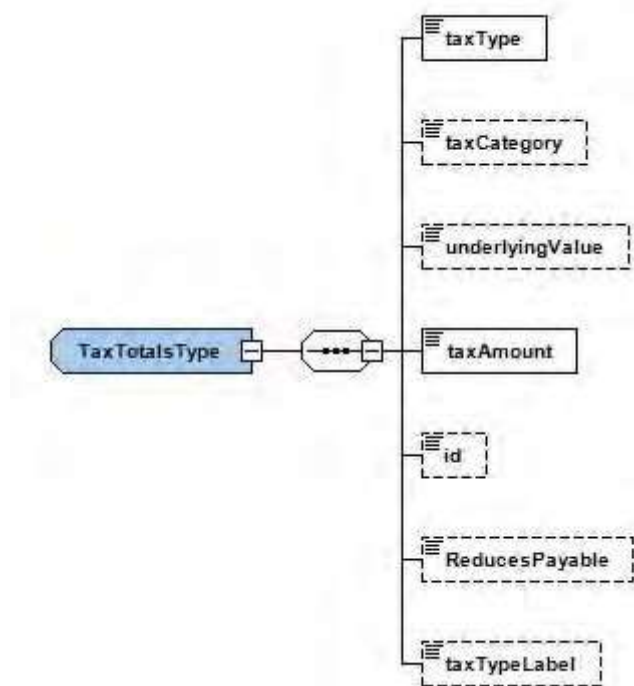 taxType
taxCategory
underlyingValue
TaxTotalsType
taxAmount
id
ReducesPayable
taxTypeLabel